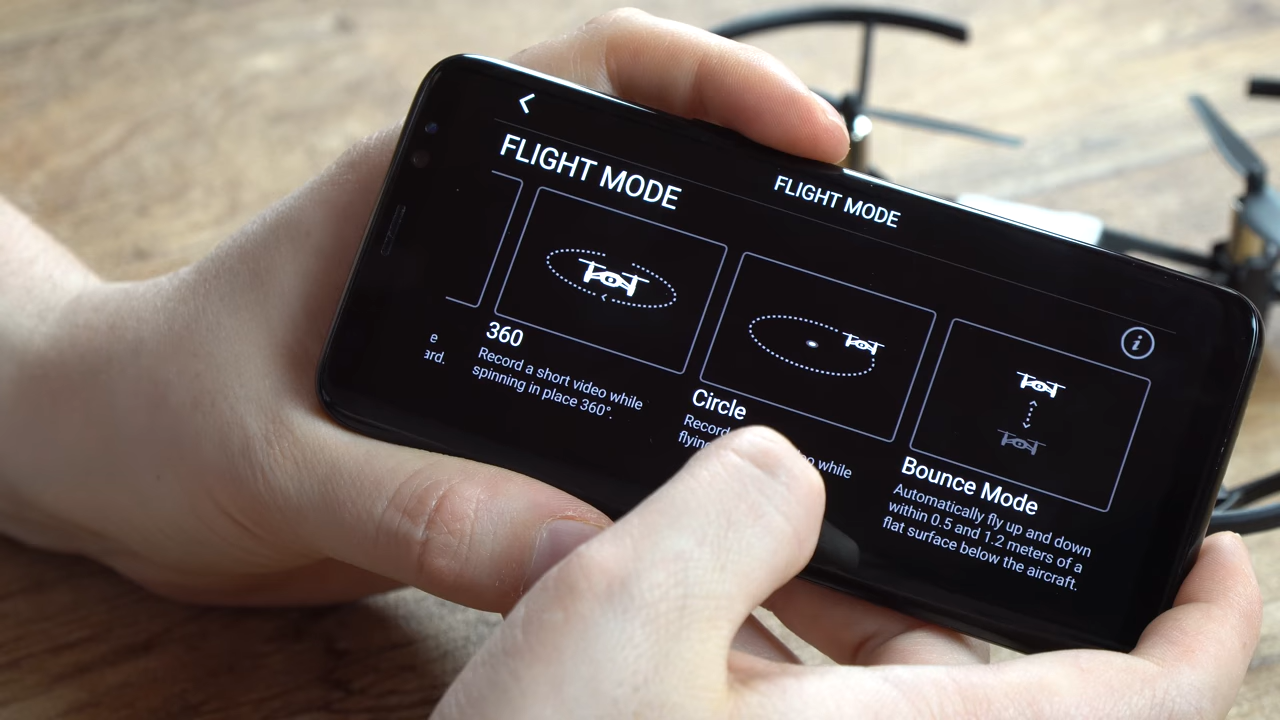 FLIGHT MODE
FLIGHT MODE
e
ard.
360
Record a short video while
spinning in place 360°.
Circle
Record
while
flying
Bounce Mode
Automatically fly up and down
within 0.5 and 1.2 meters of a
flat surface below the aircraft.